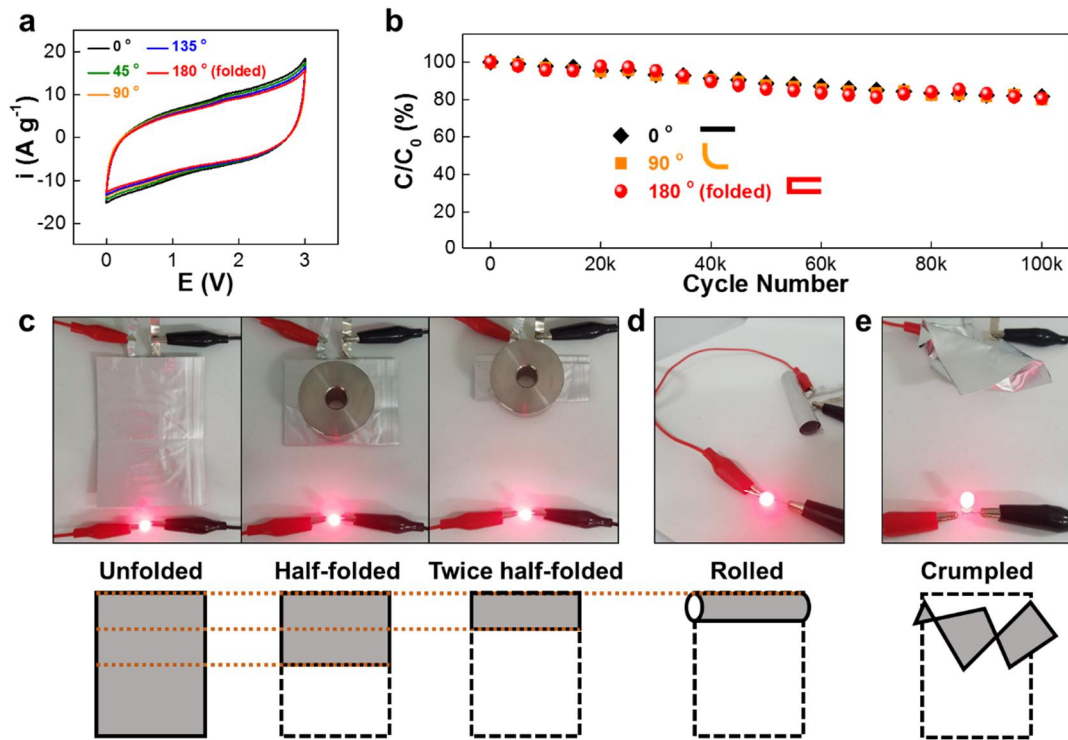 a
20
10
0
-10
-20
i (A g⁻¹)
0 °
45 °
90 °
135 °
180 ° (folded)
0
3
E (V)
b
100
80
60
40
20
0
C/C₀ (%)
0 °
90 °
180 ° (folded)
0
20k
40k
60k
80k
100k
Cycle Number
c
d
e
Unfolded
Half-folded
Twice half-folded
Rolled
Crumpled